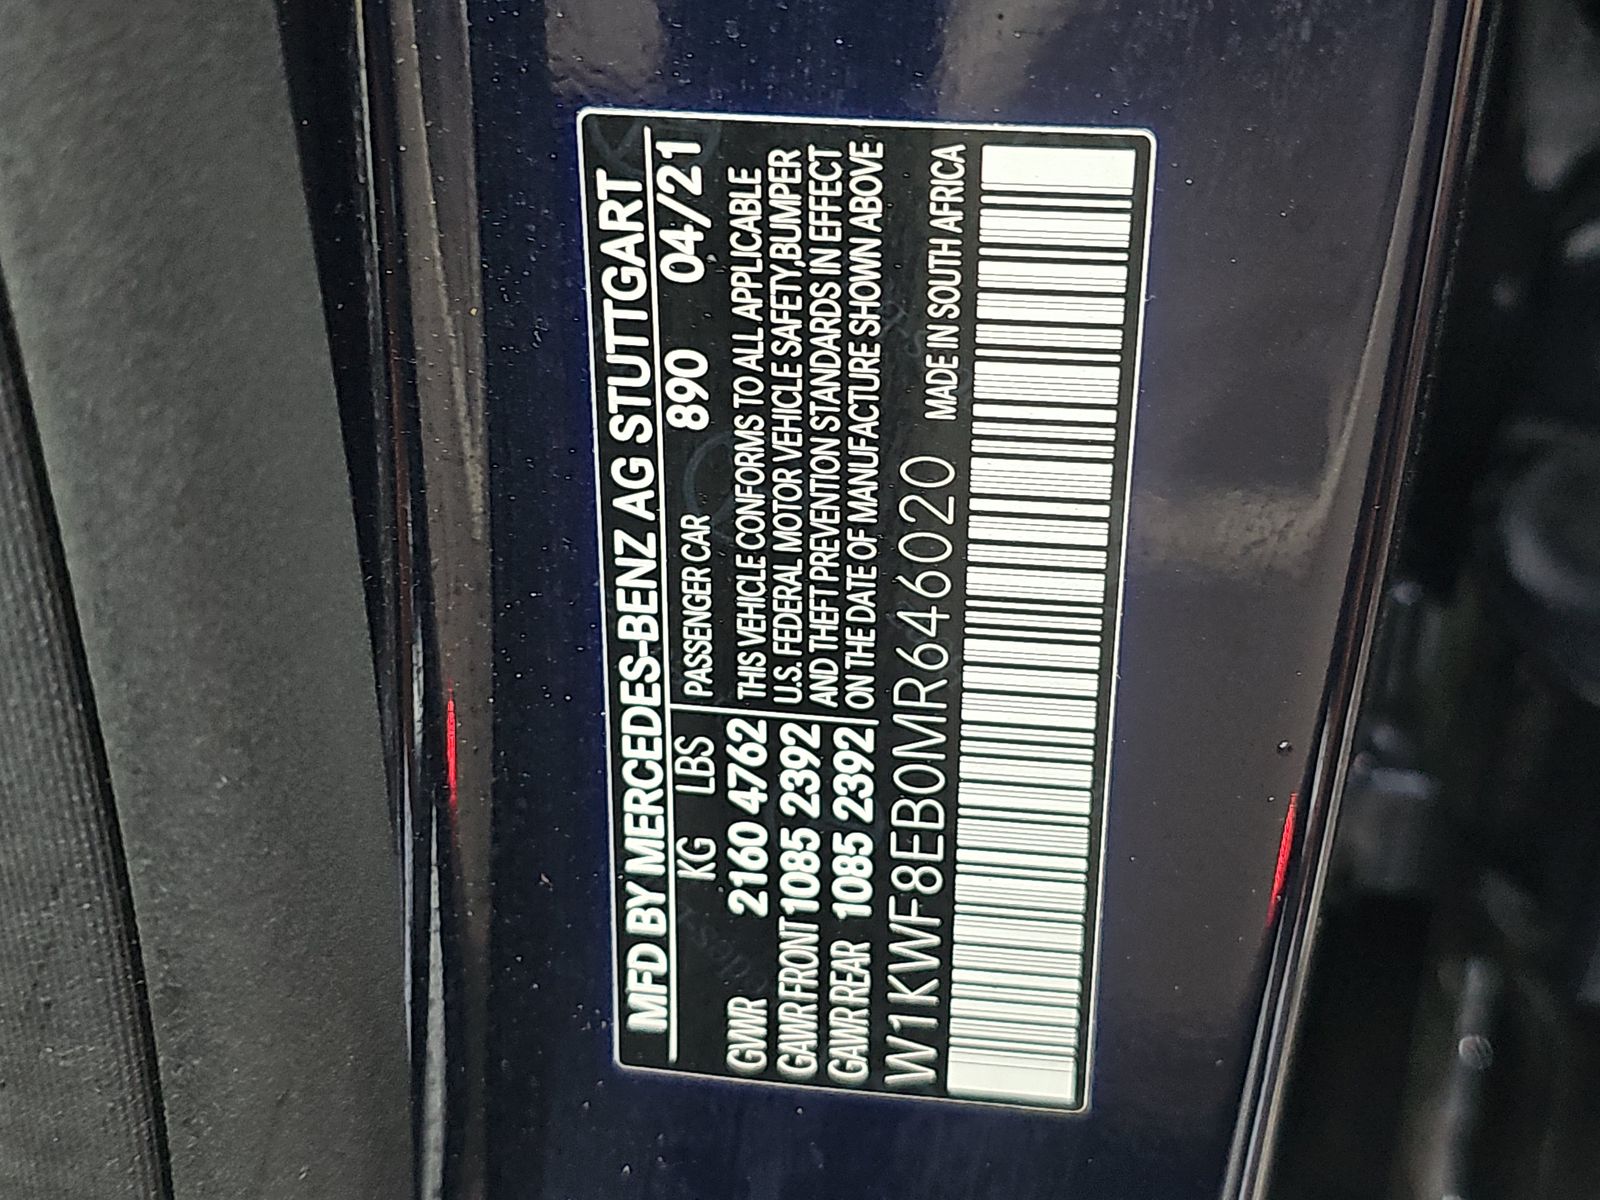 MFD BY MERCEDES-BENZ AG STUTTGART
KG LBS PASSENGER CAR 890 04/21
GVWR 2160 4762 THIS VEHICLE CONFORMS TO ALL APPLICABLE
GAWR FRONT 1085 2392 U.S. FEDERAL MOTOR VEHICLE SAFETY,BUMPER
AND THEFT PREVENTION STANDARDS IN EFFECT
GAWR REAR 1085 2392 ON THE DATE OF MANUFACTURE SHOWN ABOVE
W1KWF8EB0MR646020 MADE IN SOUTH AFRICA